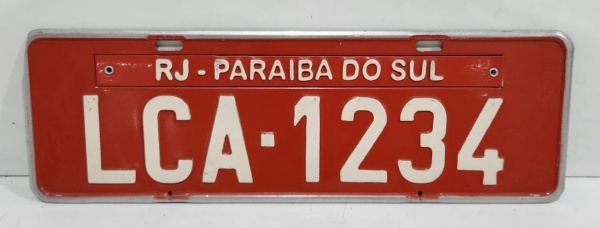 RJ - PARAIBA DO SUL
LCA-1234